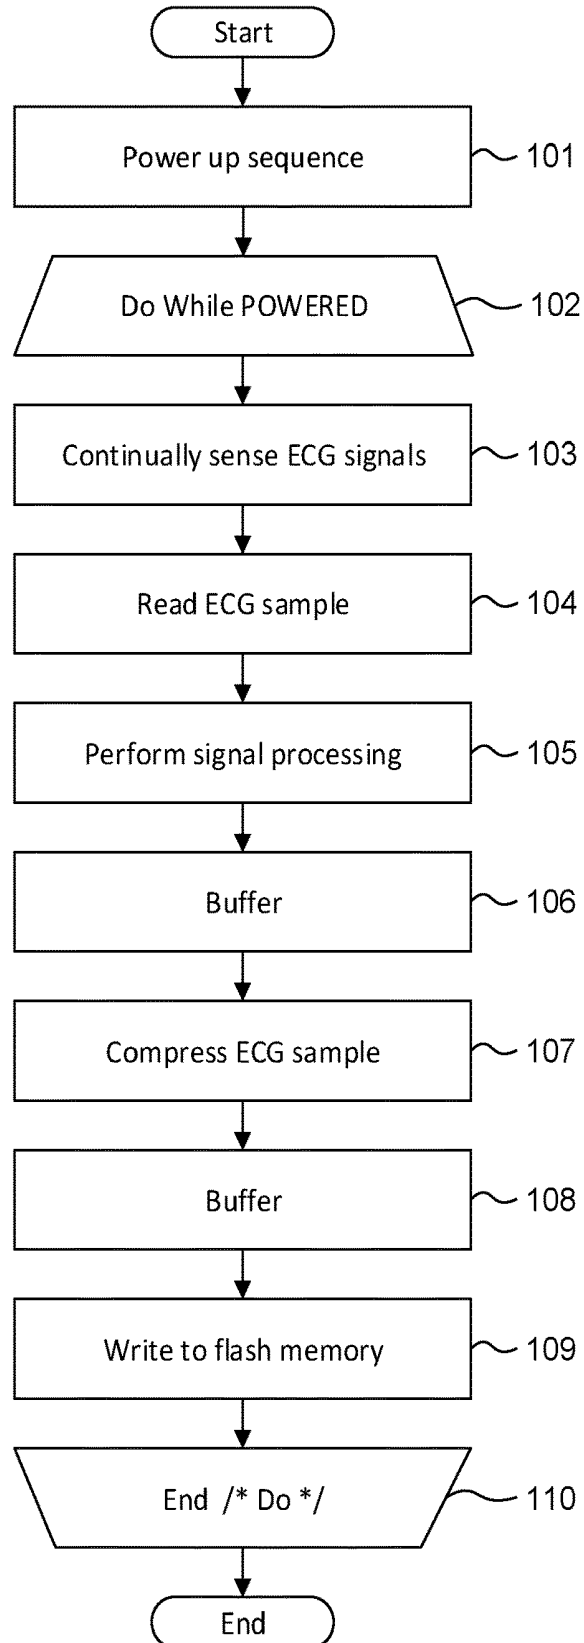 Start
Power up sequence 101
Do While POWERED 102
Continually sense ECG signals 103
Read ECG sample 104
Perform signal processing 105
Buffer 106
Compress ECG sample 107
Buffer 108
Write to flash memory 109
End /* Do */ 110
End